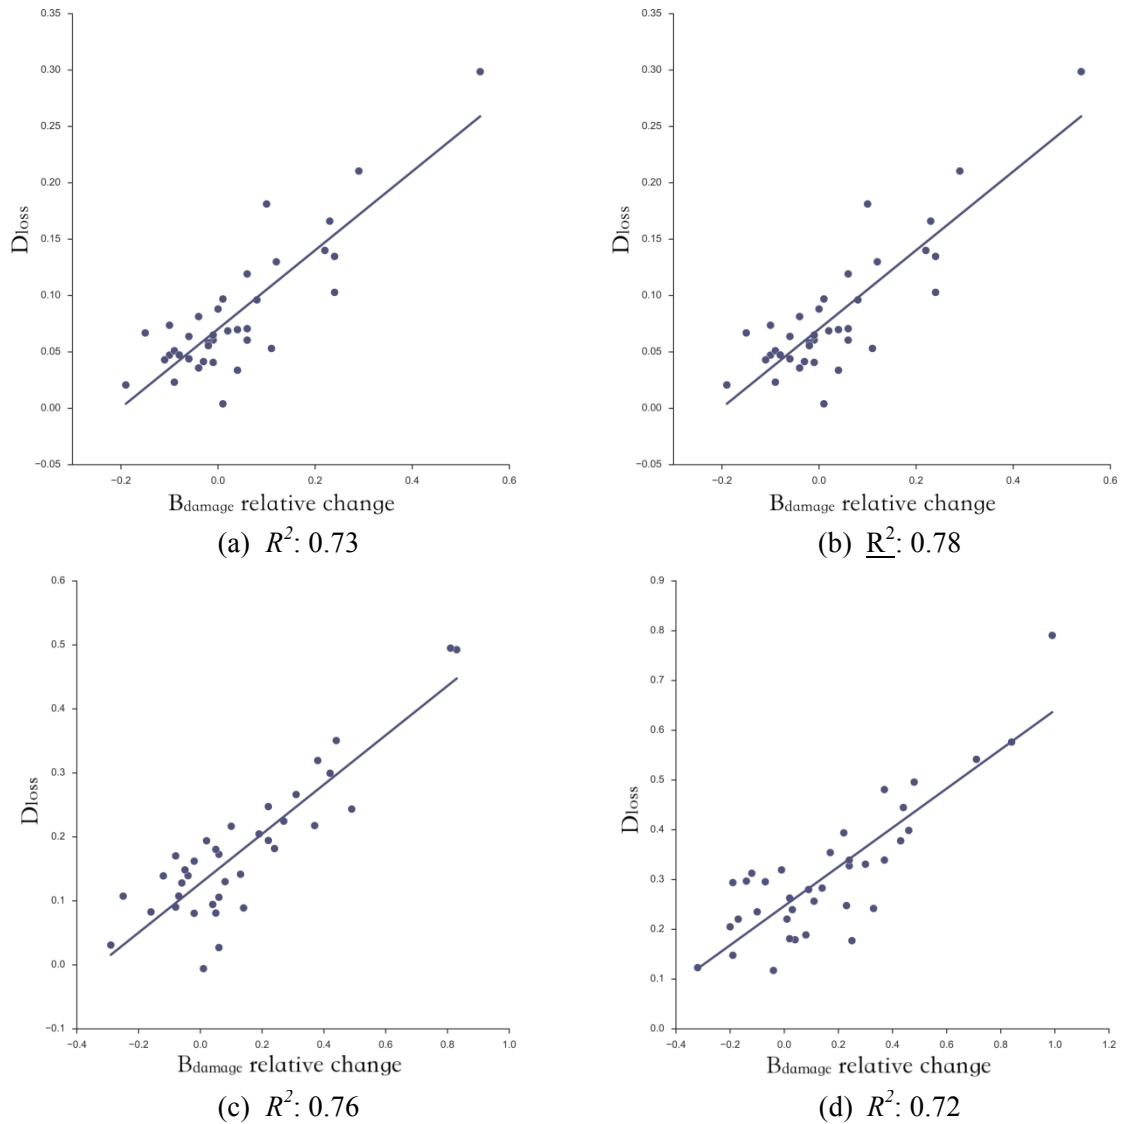 0.35
0.30
0.25
0.20
0.15
0.10
0.05
0.00
−0.05
Dloss
−0.2 0.0 0.2 0.4 0.6
Bdamage relative change
(a) R²: 0.73
0.35
0.30
0.25
0.20
0.15
0.10
0.05
0.00
−0.05
Dloss
−0.2 0.0 0.2 0.4 0.6
Bdamage relative change
(b) R²: 0.78
0.6
0.5
0.4
0.3
0.2
0.1
0.0
−0.1
Dloss
−0.4 −0.2 0.0 0.2 0.4 0.6 0.8 1.0
Bdamage relative change
(c) R²: 0.76
0.9
0.8
0.7
0.6
0.5
0.4
0.3
0.2
0.1
0.0
Dloss
−0.4 −0.2 0.0 0.2 0.4 0.6 0.8 1.0 1.2
Bdamage relative change
(d) R²: 0.72